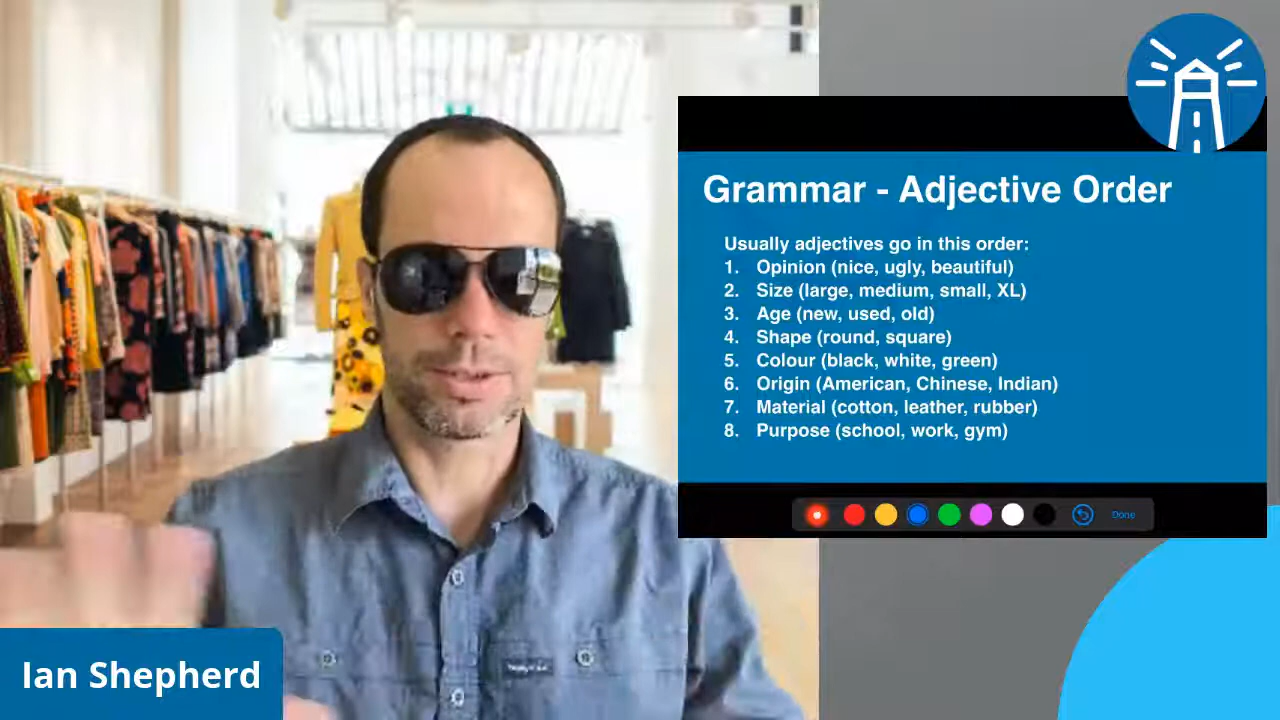 Grammar - Adjective Order
Usually adjectives go in this order:
1. Opinion (nice, ugly, beautiful)
2. Size (large, medium, small, XL)
3. Age (new, used, old)
4. Shape (round, square)
5. Colour (black, white, green)
6. Origin (American, Chinese, Indian)
7. Material (cotton, leather, rubber)
8. Purpose (school, work, gym)
Done
Ian Shepherd